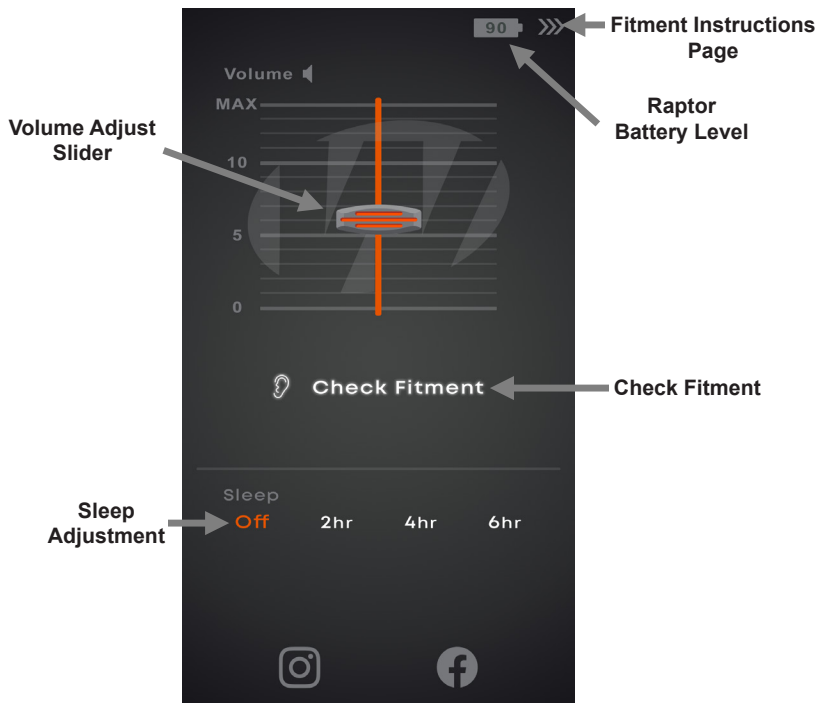 90
Fitment Instructions
Page
Volume
MAX
Raptor
Battery Level
Volume Adjust
Slider
10
5
0
Check Fitment
Check Fitment
Sleep
Off 2hr 4hr 6hr
Sleep
Adjustment